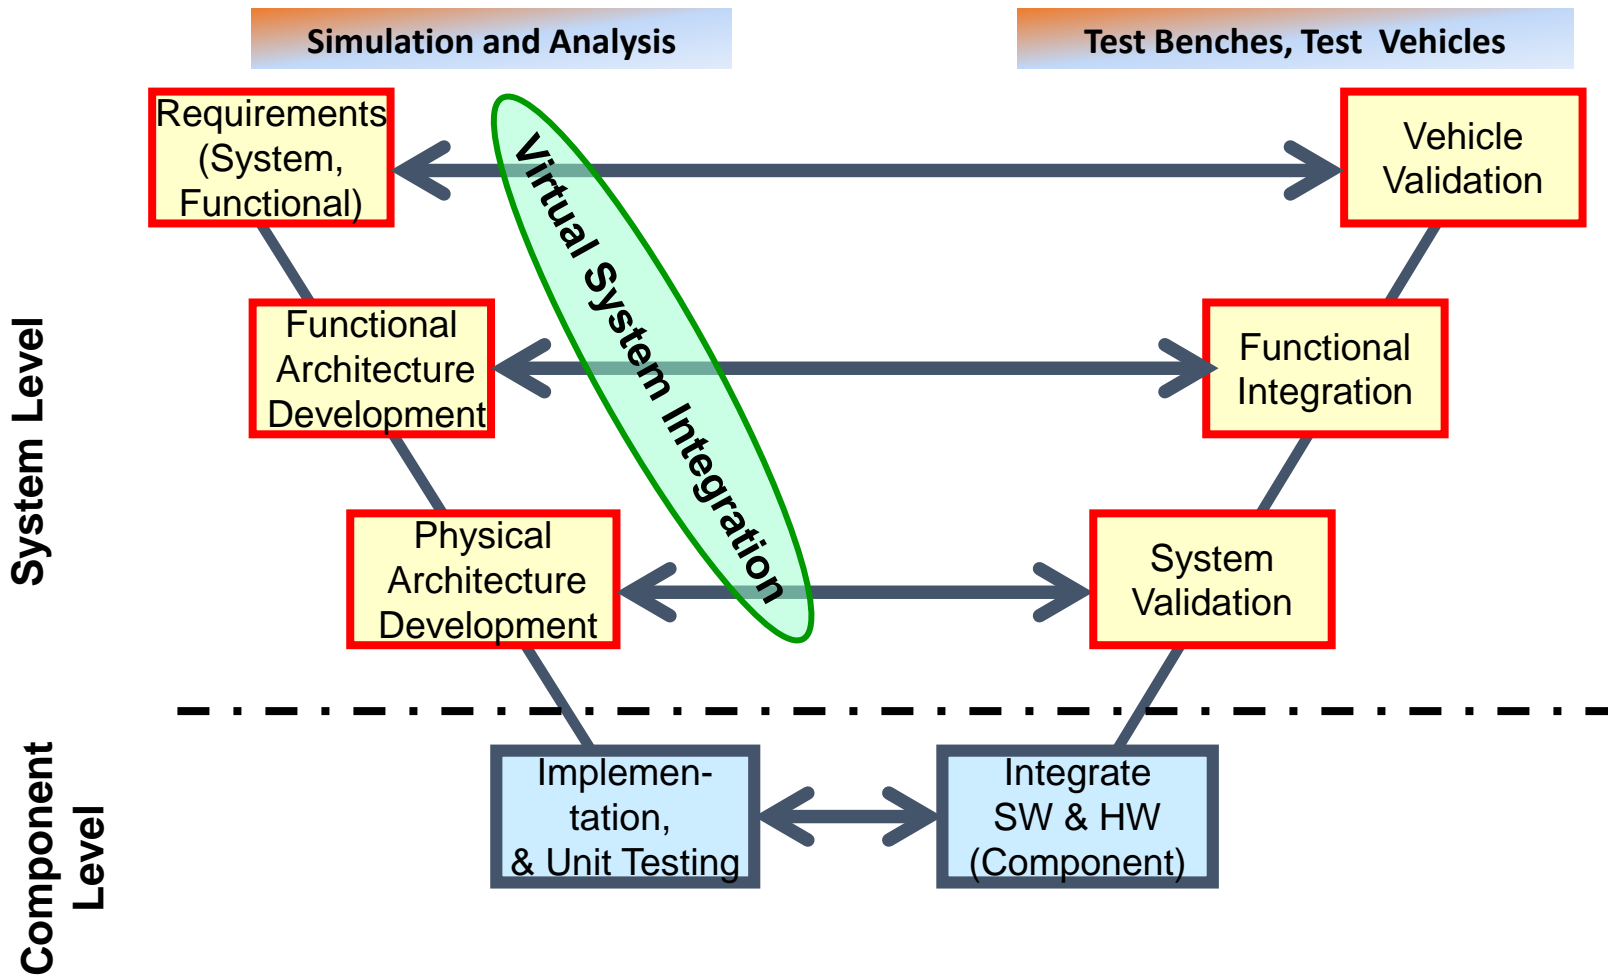 Simulation and Analysis
Test Benches, Test Vehicles
Requirements
(System,
Functional)
Vehicle
Validation
Virtual System Integration
Functional
Architecture
Development
Functional
Integration
System Level
Physical
Architecture
Development
System
Validation
Component
Level
Implemen-
tation,
& Unit Testing
Integrate
SW & HW
(Component)